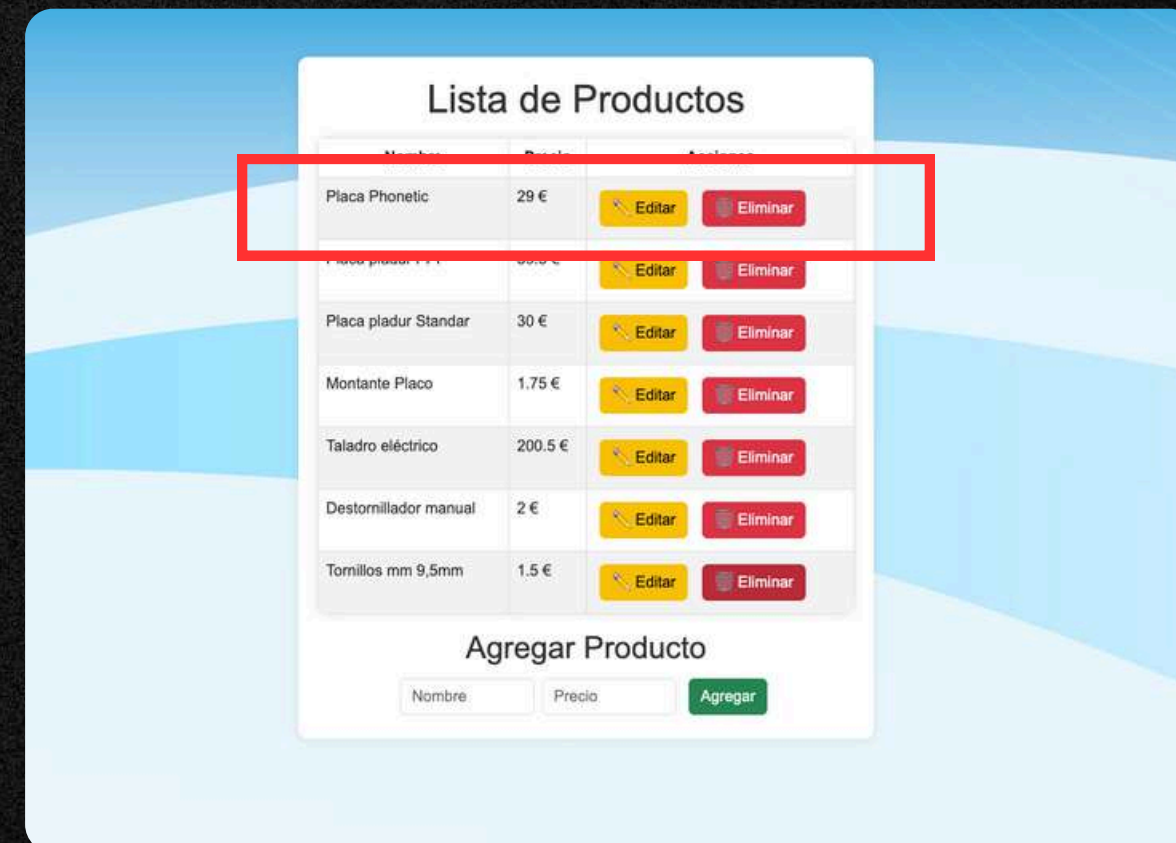 Lista de Productos
Placa Phonetic 29 € Editar Eliminar
Editar Eliminar
Placa pladur Standar 30 € Editar Eliminar
Montante Placo 1.75 € Editar Eliminar
Taladro eléctrico 200.5 € Editar Eliminar
Destornillador manual 2 € Editar Eliminar
Tornillos mm 9,5mm 1.5 € Editar Eliminar
Agregar Producto
Nombre Precio Agregar